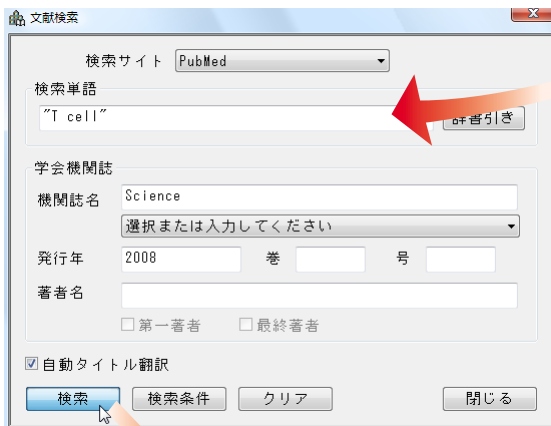 文献検索
検索サイト PubMed
検索単語
"T cell" 辞書引き
学会機関誌
機関誌名 Science
選択または入力してください
発行年 2008 巻 号
著者名
第一著者 最終著者
自動タイトル翻訳
検索 検索条件 クリア 閉じる